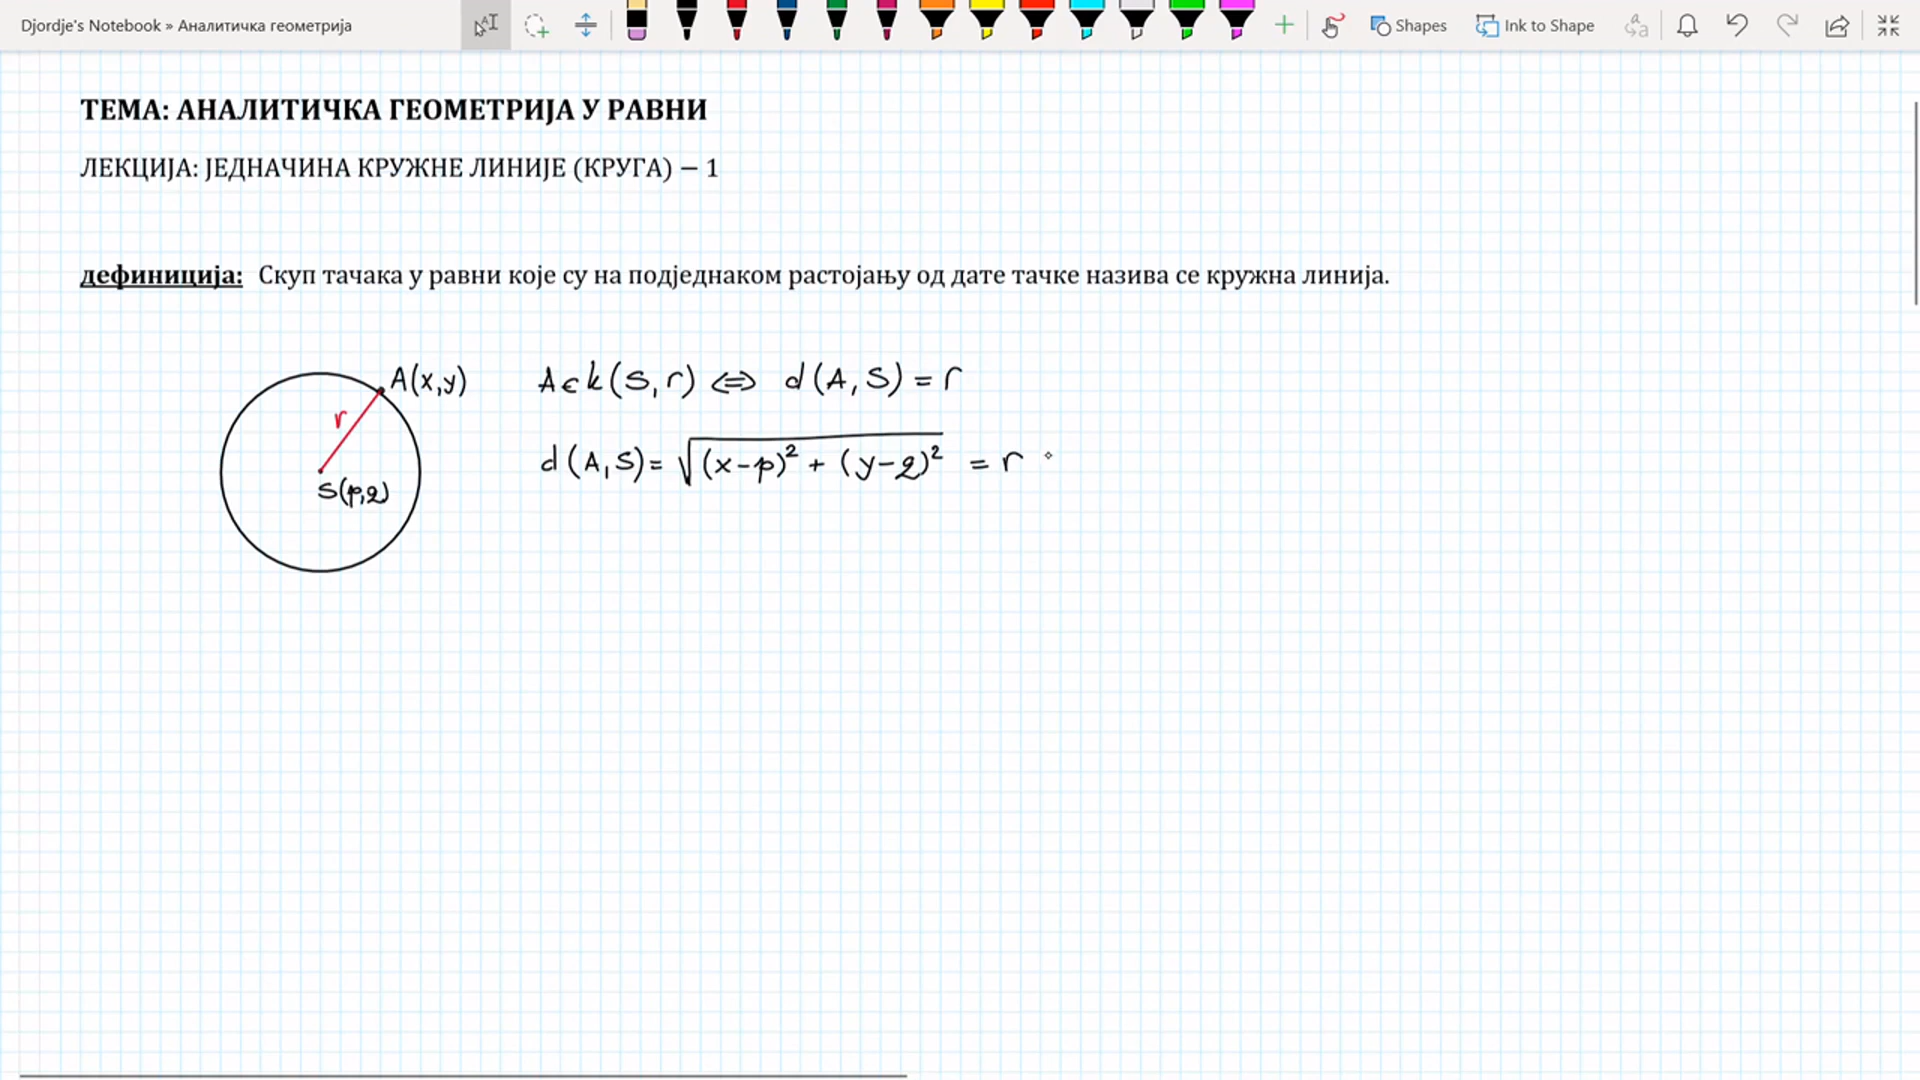 Djordje's Notebook » Аналитичка геометрија
Shapes
Ink to Shape
ТЕМА: АНАЛИТИЧКА ГЕОМЕТРИЈА У РАВНИ
ЛЕКЦИЈА: ЈЕДНАЧИНА КРУЖНЕ ЛИНИЈЕ (КРУГА) – 1
дефиниција: Скуп тачака у равни које су на подједнаком растојању од дате тачке назива се кружна линија.
A(x,y)
r
S(p,q)
A∈k(S,r) ⇔ d(A,S)=r
d(A,S)=√((x-p)²+(y-q)²) = r